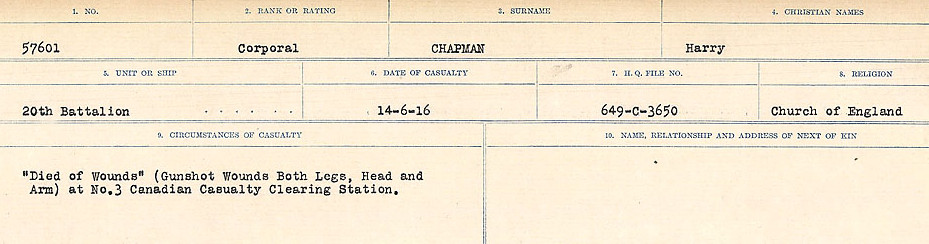 1. NO. 2. RANK OR RATING 3. SURNAME 4. CHRISTIAN NAMES
57601 Corporal CHAPMAN Harry
5. UNIT OR SHIP 6. DATE OF CASUALTY 7. H. Q. FILE NO. 8. RELIGION
20th Battalion . . . . . . 14-6-16 649-C-3650 Church of England
9. CIRCUMSTANCES OF CASUALTY 10. NAME, RELATIONSHIP AND ADDRESS OF NEXT OF KIN
"Died of Wounds" (Gunshot Wounds Both Legs, Head and
Arm) at No.3 Canadian Casualty Clearing Station.